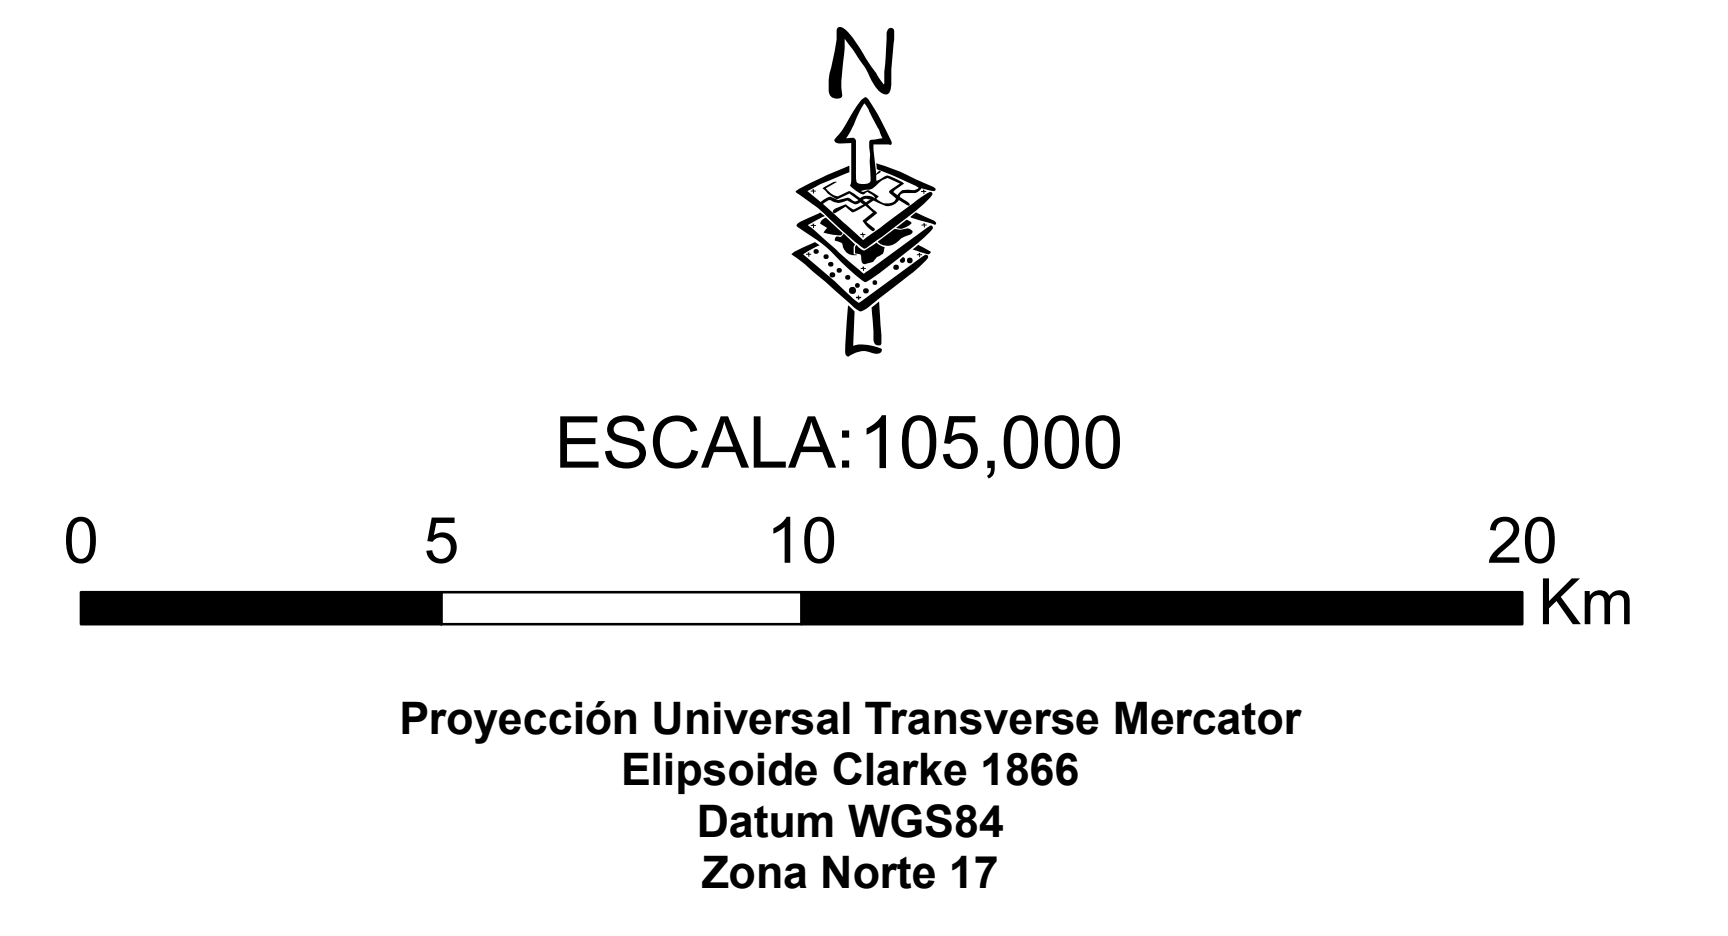 N
ESCALA:105,000
0 5 10 20
Km
Proyección Universal Transverse Mercator
Elipsoide Clarke 1866
Datum WGS84
Zona Norte 17